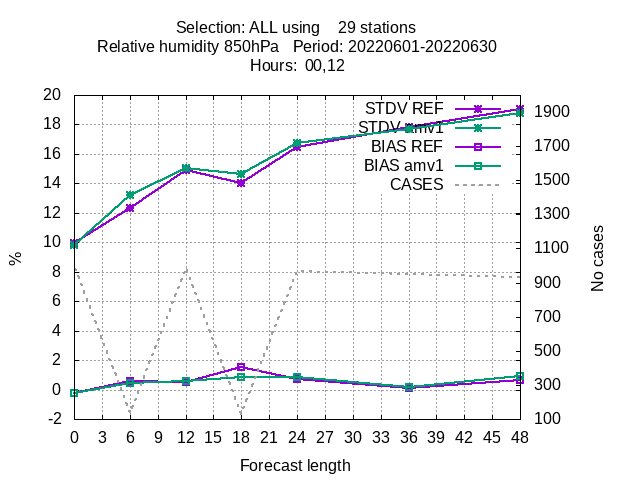 Selection: ALL using    29 stations
Relative humidity 850hPa   Period: 20220601-20220630
Hours:  00,12
STDV REF
STDV amv1
BIAS REF
BIAS amv1
CASES
20
18
16
14
12
10
8
6
4
2
0
-2
%
1900
1700
1500
1300
1100
900
700
500
300
100
No cases
0 3 6 9 12 15 18 21 24 27 30 33 36 39 42 45 48
Forecast length